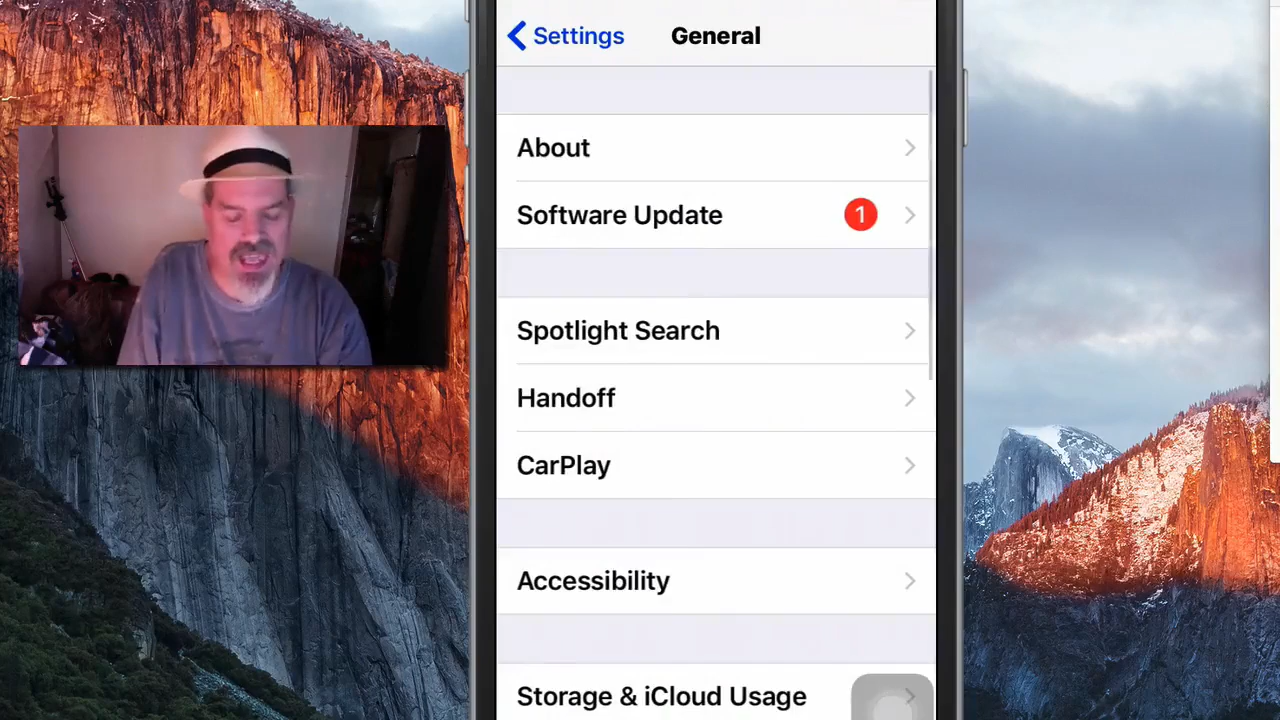 Settings
General
About
Software Update 1
Spotlight Search
Handoff
CarPlay
Accessibility
Storage & iCloud Usage